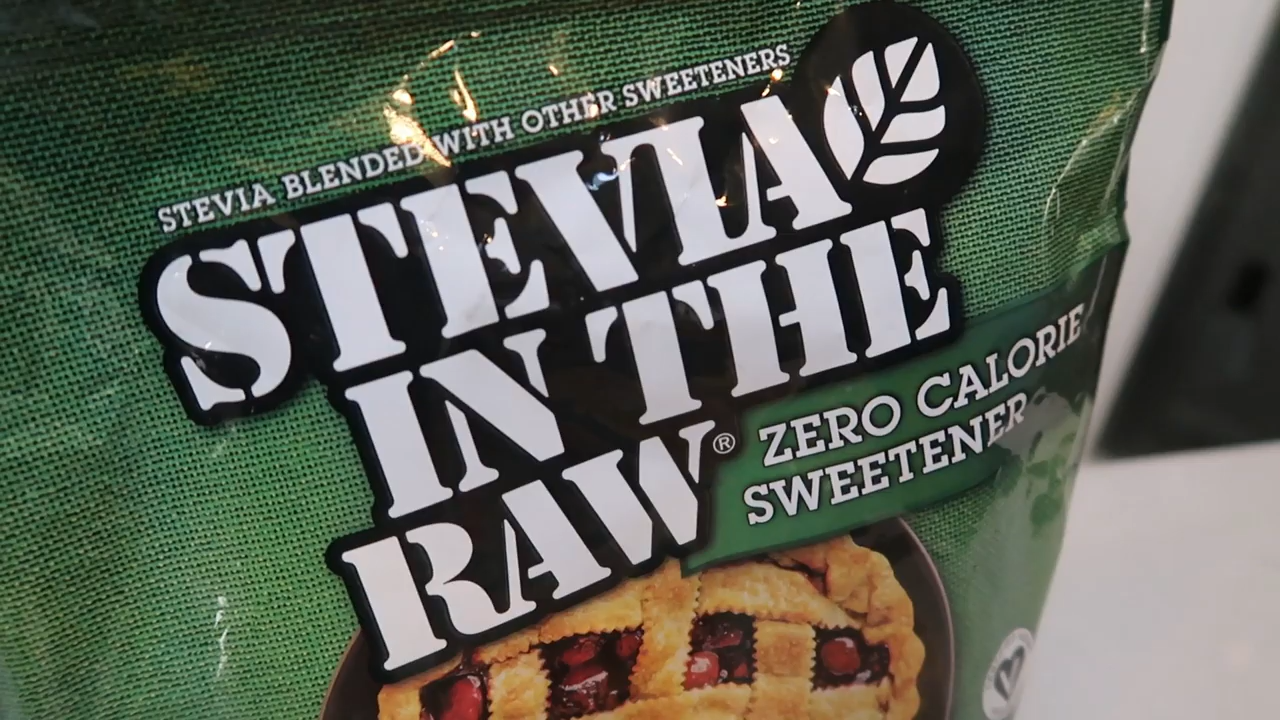 STEVIA BLENDED WITH OTHER SWEETENERS
STEVIA
IN THE
RAW®
ZERO CALORIE
SWEETENER